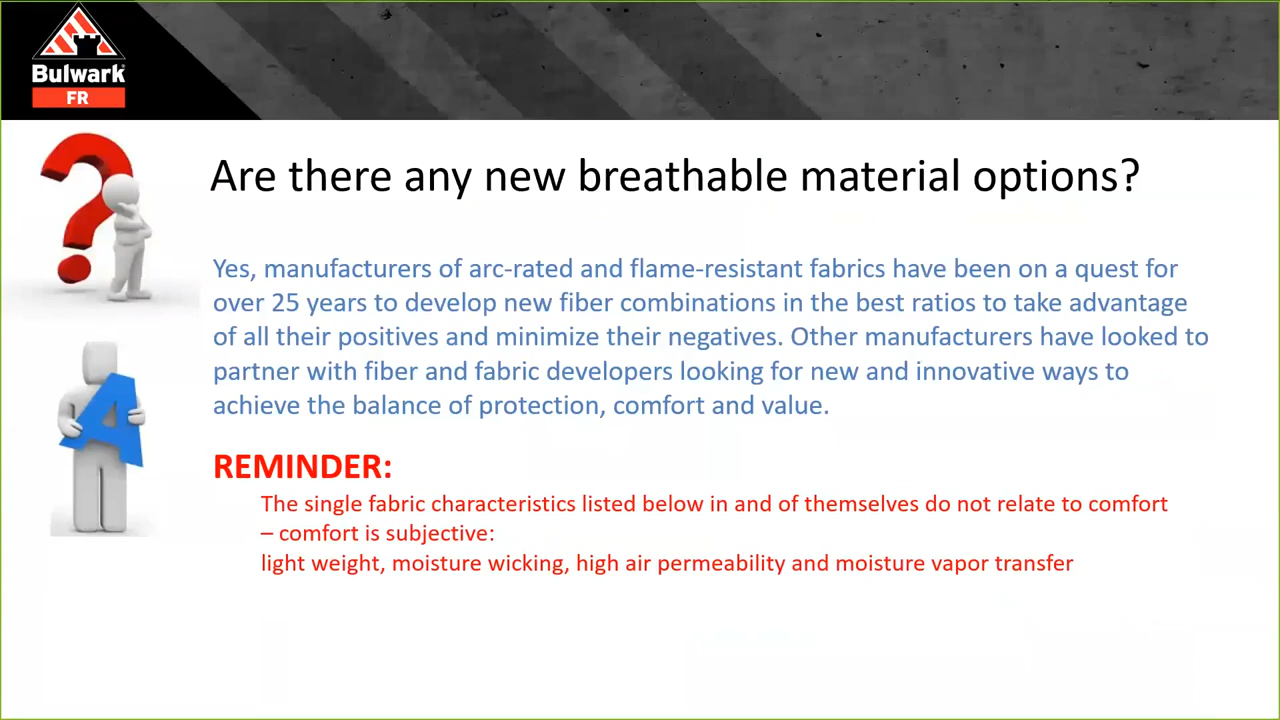 Bulwark
FR
Are there any new breathable material options?
Yes, manufacturers of arc-rated and flame-resistant fabrics have been on a quest for
over 25 years to develop new fiber combinations in the best ratios to take advantage
of all their positives and minimize their negatives. Other manufacturers have looked to
partner with fiber and fabric developers looking for new and innovative ways to
achieve the balance of protection, comfort and value.
REMINDER:
The single fabric characteristics listed below in and of themselves do not relate to comfort
– comfort is subjective:
light weight, moisture wicking, high air permeability and moisture vapor transfer